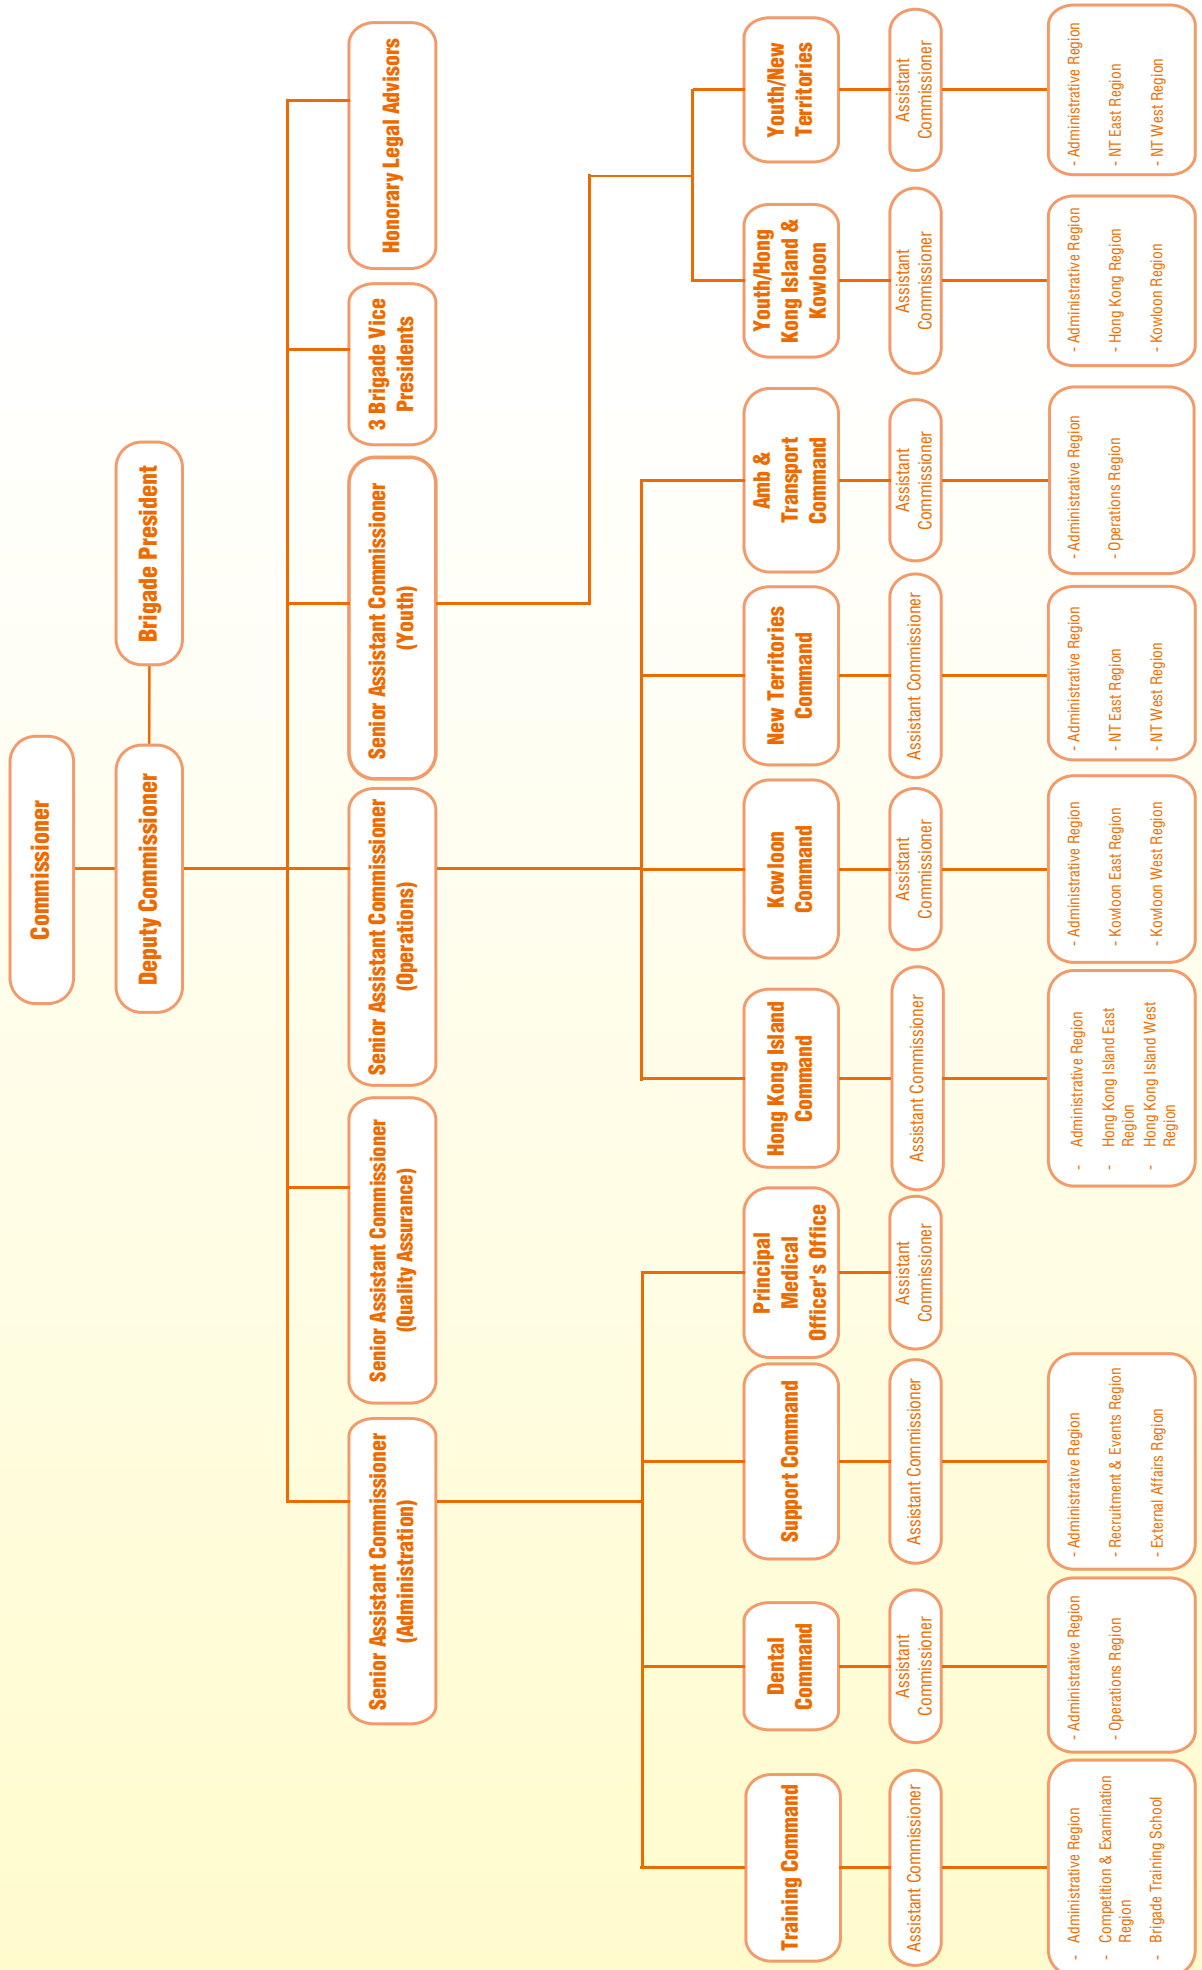 Commissioner
Deputy Commissioner
Brigade President
Senior Assistant Commissioner
(Administration)
Senior Assistant Commissioner
(Quality Assurance)
Senior Assistant Commissioner
(Operations)
Senior Assistant Commissioner
(Youth)
3 Brigade Vice
Presidents
Honorary Legal Advisors
Training Command
Dental
Command
Support Command
Principal
Medical
Officer's Office
Hong Kong Island
Command
Kowloon
Command
New Territories
Command
Amb &
Transport
Command
Youth/Hong
Kong Island &
Kowloon
Youth/New
Territories
Assistant Commissioner
Assistant
Commissioner
Assistant Commissioner
Assistant
Commissioner
Assistant Commissioner
Assistant
Commissioner
Assistant Commissioner
Assistant
Commissioner
Assistant
Commissioner
Assistant
Commissioner
- Administrative Region
- Competition & Examination
Region
- Brigade Training School
- Administrative Region
- Operations Region
- Administrative Region
- Recruitment & Events Region
- External Affairs Region
- Administrative Region
- Hong Kong Island East
Region
- Hong Kong Island West
Region
- Administrative Region
- Kowloon East Region
- Kowloon West Region
- Administrative Region
- NT East Region
- NT West Region
- Administrative Region
- Operations Region
- Administrative Region
- Hong Kong Region
- Kowloon Region
- Administrative Region
- NT East Region
- NT West Region